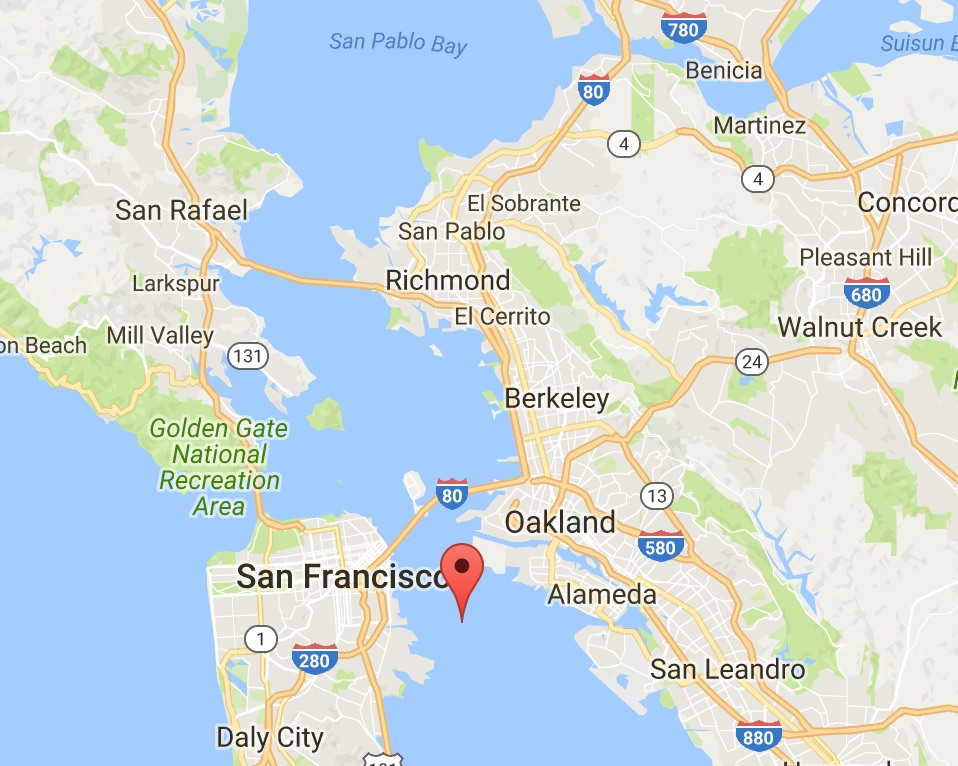 780
San Pablo Bay
Suisun B
Benicia
80
Martinez
4
4
El Sobrante
Concord
San Rafael
San Pablo
Pleasant Hill
Richmond
Larkspur
680
El Cerrito
Walnut Creek
Mill Valley
on Beach
131
24
Berkeley
Golden Gate
National
Recreation
Area
80
13
Oakland
580
San Francisco
Alameda
1
280
San Leandro
Daly City
880